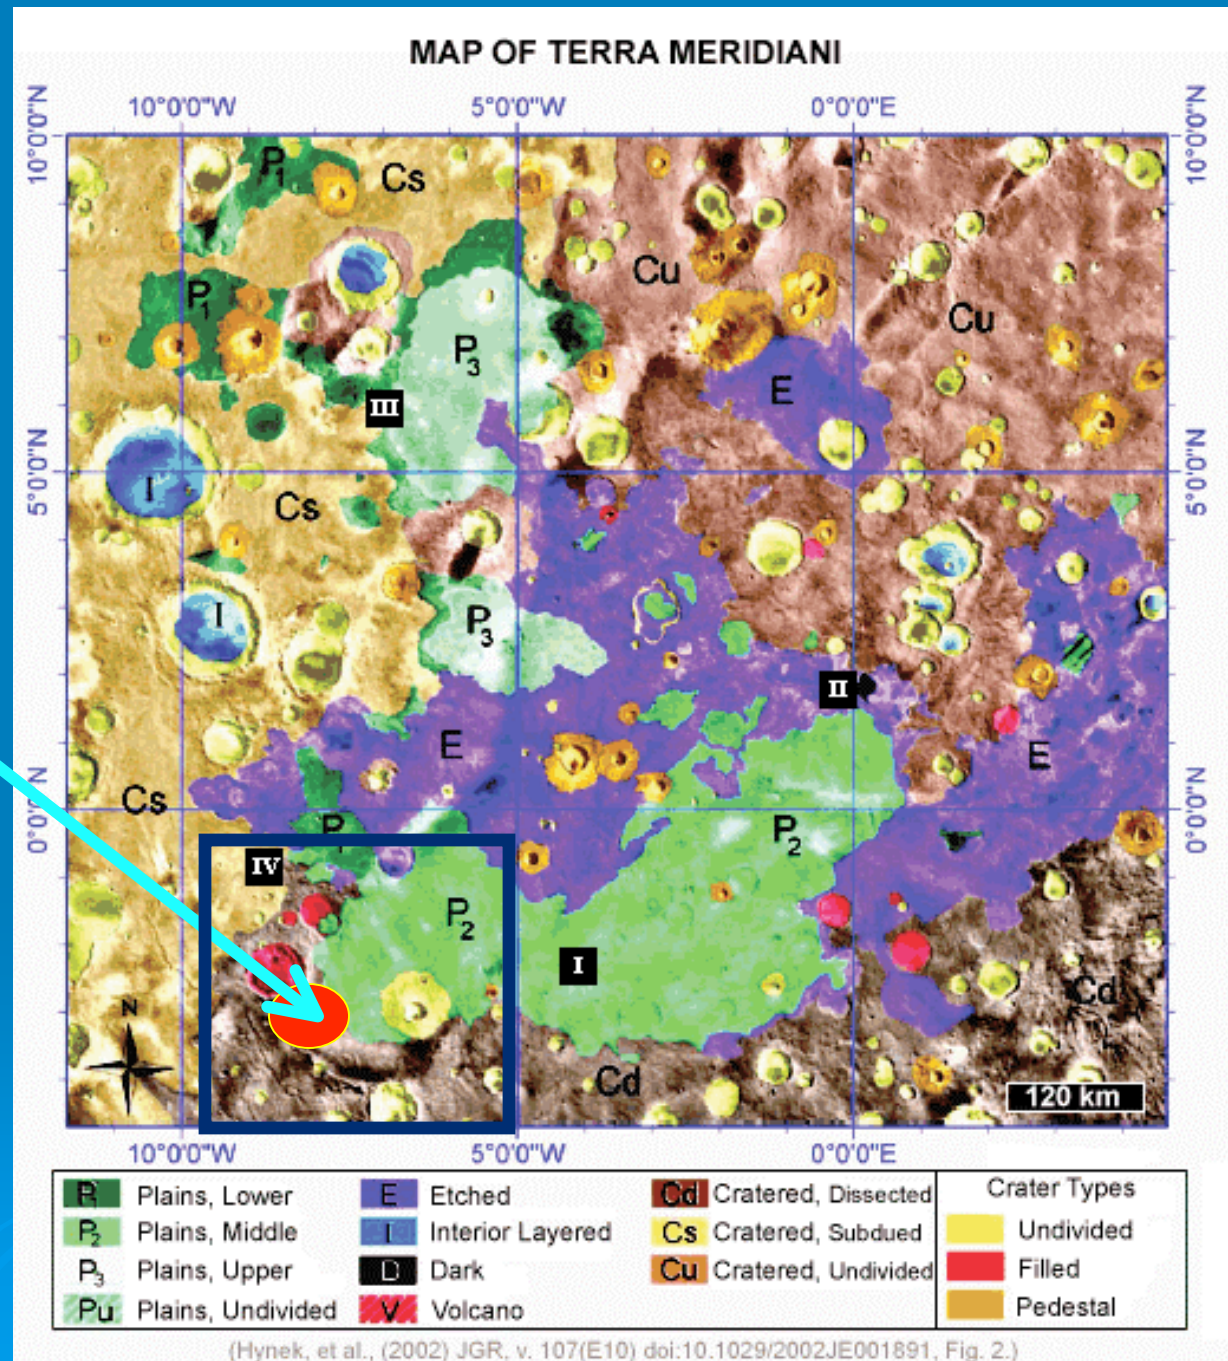 MAP OF TERRA MERIDIANI
10°0'0"W 5°0'0"W 0°0'0"E
10°0'0"N 10°0'0"N
P1 Cs
Cu
P1 Cu
P3
E
III
5°0'0"N 5°0'0"N
I
Cs
I
P3
II
E E
Cs
0°0'0"N 0°0'0"N
P1
P2
IV
P2
I
Cd
N
Cd
120 km
10°0'0"W 5°0'0"W 0°0'0"E
P1 Plains, Lower E Etched Cd Cratered, Dissected Crater Types
P2 Plains, Middle I Interior Layered Cs Cratered, Subdued Undivided
P3 Plains, Upper D Dark Cu Cratered, Undivided Filled
Pu Plains, Undivided V Volcano Pedestal
(Hynek, et al., (2002) JGR, v. 107(E10) doi:10.1029/2002JE001891, Fig. 2.)